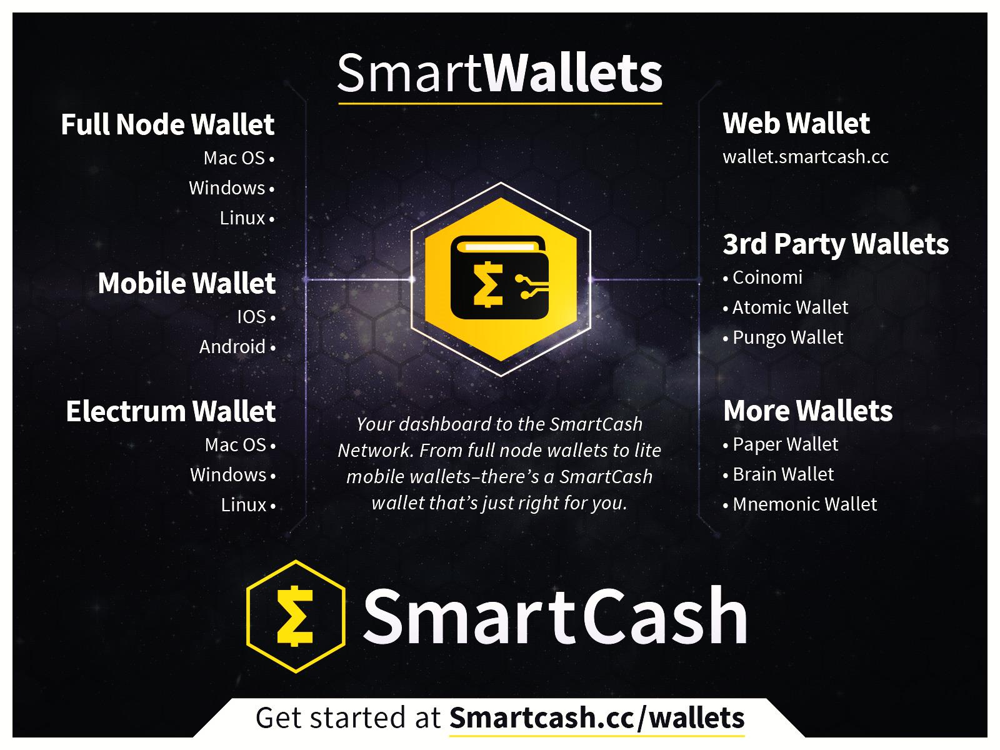 SmartWallets
Full Node Wallet
Mac OS •
Windows •
Linux •
Mobile Wallet
IOS •
Android •
Electrum Wallet
Mac OS •
Windows •
Linux •
Your dashboard to the SmartCash
Network. From full node wallets to lite
mobile wallets–there’s a SmartCash
wallet that’s just right for you.
Web Wallet
wallet.smartcash.cc
3rd Party Wallets
• Coinomi
• Atomic Wallet
• Pungo Wallet
More Wallets
• Paper Wallet
• Brain Wallet
• Mnemonic Wallet
SmartCash
Get started at Smartcash.cc/wallets